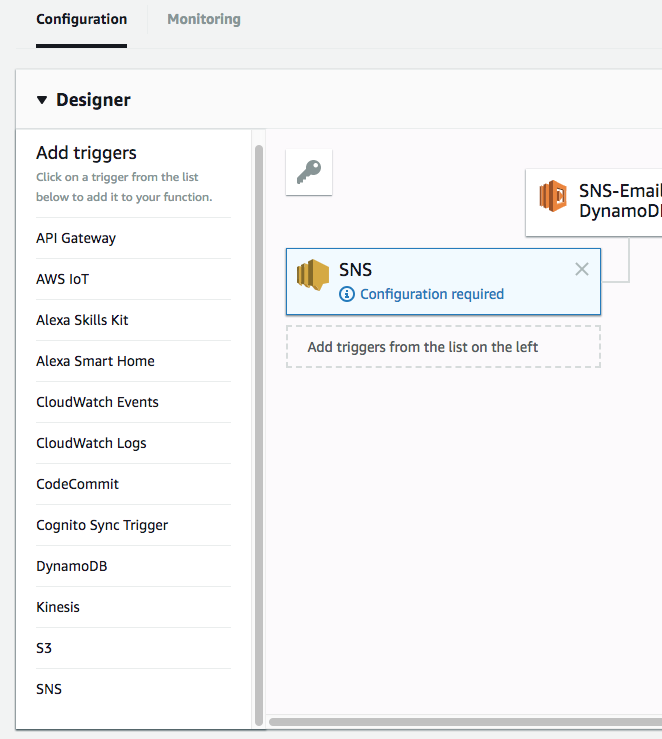 Configuration
Monitoring
Designer
Add triggers
Click on a trigger from the list
below to add it to your function.
API Gateway
AWS IoT
Alexa Skills Kit
Alexa Smart Home
CloudWatch Events
CloudWatch Logs
CodeCommit
Cognito Sync Trigger
DynamoDB
Kinesis
S3
SNS
SNS-Email
DynamoDB
SNS
Configuration required
Add triggers from the list on the left